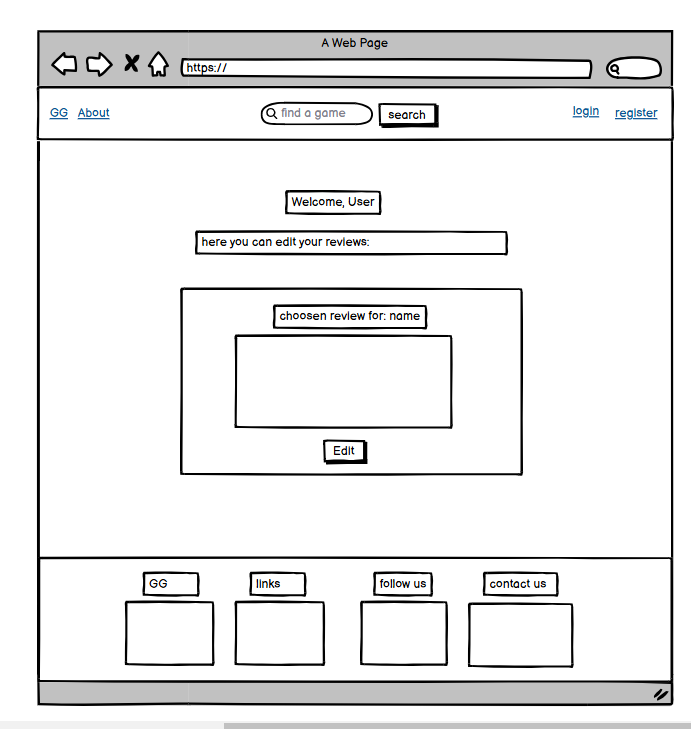 A Web Page
https://
GG About find a game search login register
Welcome, User
here you can edit your reviews:
choosen review for: name
Edit
GG links follow us contact us